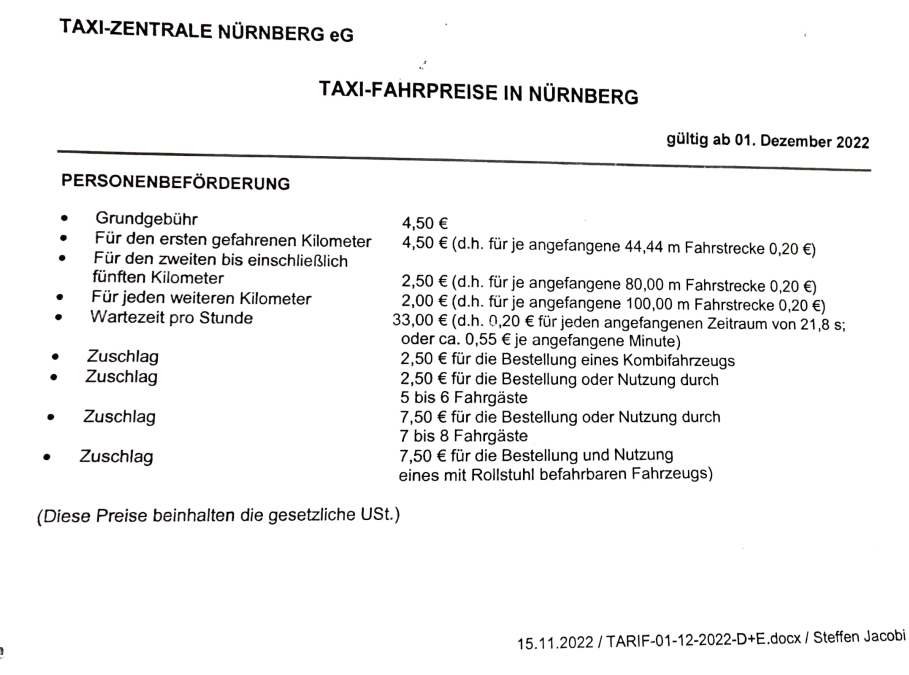 TAXI-ZENTRALE NÜRNBERG eG
TAXI-FAHRPREISE IN NÜRNBERG
gültig ab 01. Dezember 2022
PERSONENBEFÖRDERUNG
• Grundgebühr 4,50 €
• Für den ersten gefahrenen Kilometer 4,50 € (d.h. für je angefangene 44,44 m Fahrstrecke 0,20 €)
• Für den zweiten bis einschließlich
fünften Kilometer 2,50 € (d.h. für je angefangene 80,00 m Fahrstrecke 0,20 €)
• Für jeden weiteren Kilometer 2,00 € (d.h. für je angefangene 100,00 m Fahrstrecke 0,20 €)
• Wartezeit pro Stunde 33,00 € (d.h. 0,20 € für jeden angefangenen Zeitraum von 21,8 s;
oder ca. 0,55 € je angefangene Minute)
• Zuschlag 2,50 € für die Bestellung eines Kombifahrzeugs
• Zuschlag 2,50 € für die Bestellung oder Nutzung durch
5 bis 6 Fahrgäste
• Zuschlag 7,50 € für die Bestellung oder Nutzung durch
7 bis 8 Fahrgäste
• Zuschlag 7,50 € für die Bestellung und Nutzung
eines mit Rollstuhl befahrbaren Fahrzeugs)
(Diese Preise beinhalten die gesetzliche USt.)
15.11.2022 / TARIF-01-12-2022-D+E.docx / Steffen Jacobi